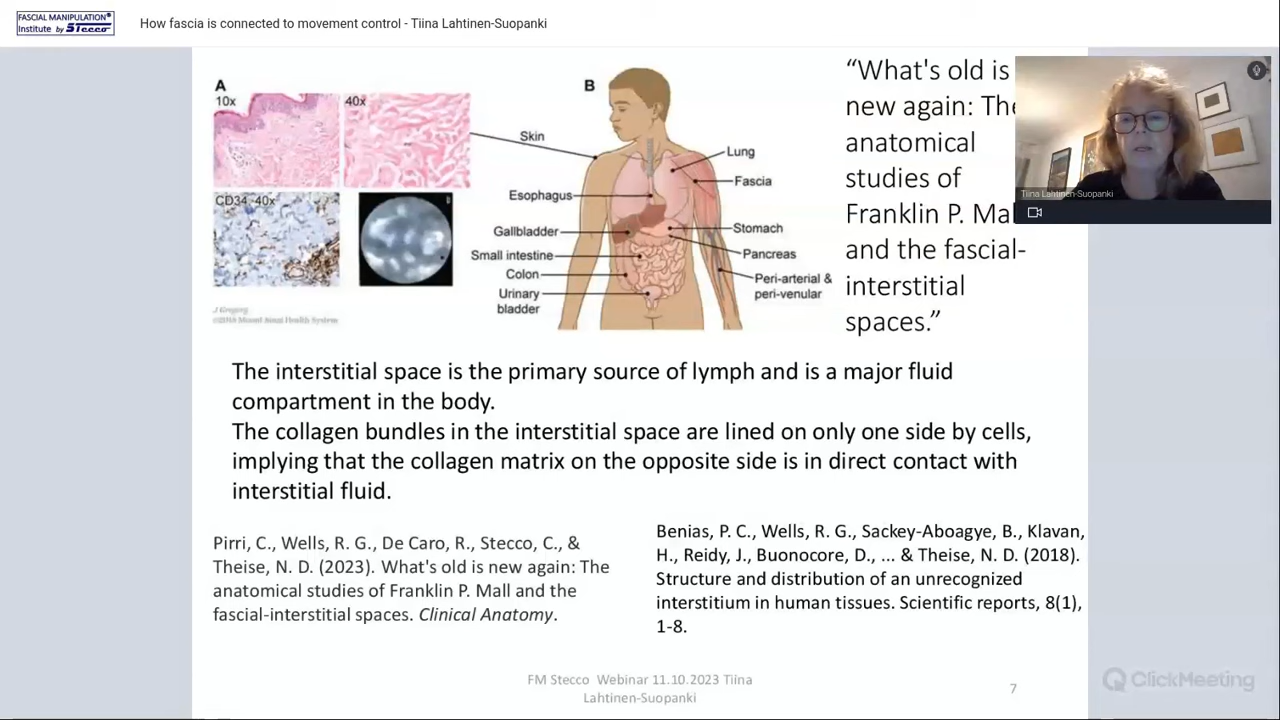 FASCIAL MANIPULATION®
Institute by Stecco
How fascia is connected to movement control - Tiina Lahtinen-Suopanki
A
10x
40x
CD34 -40x
J Gregory
©2018 Mount Sinai Health System
B
Skin
Esophagus
Gallbladder
Small intestine
Colon
Urinary
bladder
Lung
Fascia
Stomach
Pancreas
Peri-arterial &
peri-venular
“What's old is
new again: The
anatomical
studies of
Franklin P. Mal
and the fascial-
interstitial
spaces.”
Tiina Lahtinen-Suopanki
The interstitial space is the primary source of lymph and is a major fluid
compartment in the body.
The collagen bundles in the interstitial space are lined on only one side by cells,
implying that the collagen matrix on the opposite side is in direct contact with
interstitial fluid.
Pirri, C., Wells, R. G., De Caro, R., Stecco, C., &
Theise, N. D. (2023). What's old is new again: The
anatomical studies of Franklin P. Mall and the
fascial-interstitial spaces. Clinical Anatomy.
Benias, P. C., Wells, R. G., Sackey-Aboagye, B., Klavan,
H., Reidy, J., Buonocore, D., ... & Theise, N. D. (2018).
Structure and distribution of an unrecognized
interstitium in human tissues. Scientific reports, 8(1),
1-8.
FM Stecco Webinar 11.10.2023 Tiina
Lahtinen-Suopanki
7
ClickMeeting